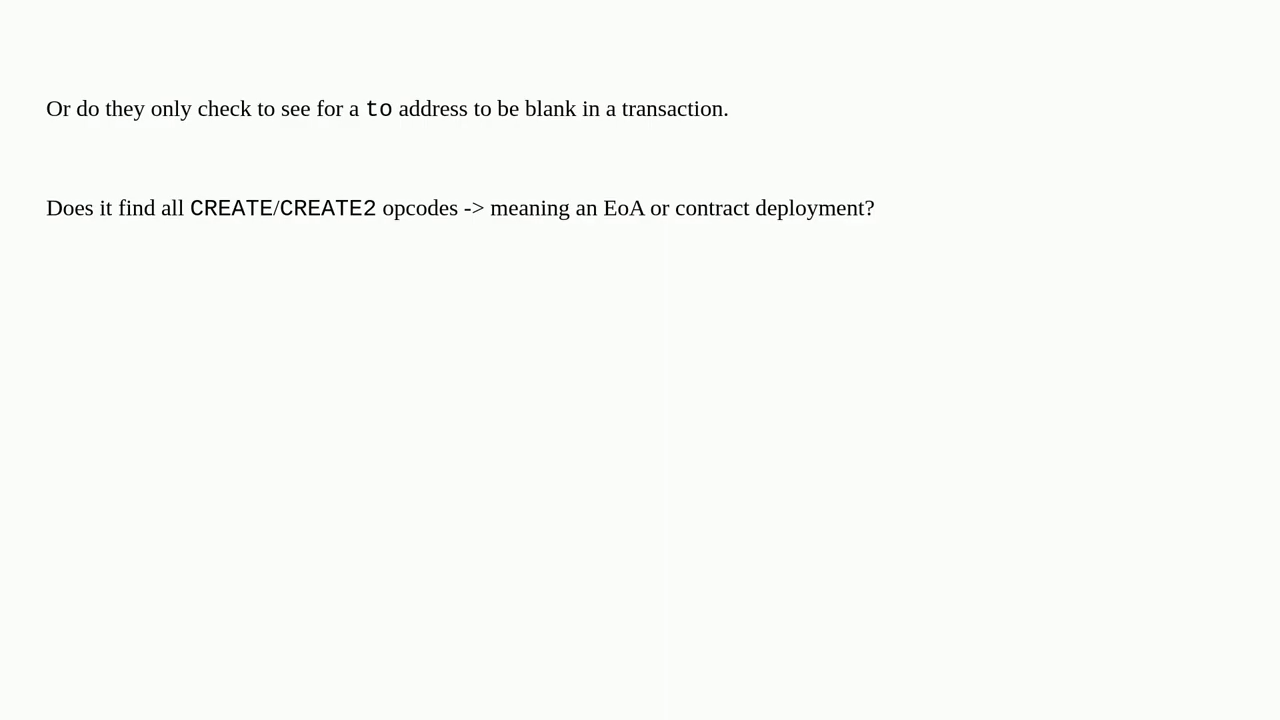 Or do they only check to see for a to address to be blank in a transaction.
Does it find all CREATE/CREATE2 opcodes -> meaning an EoA or contract deployment?